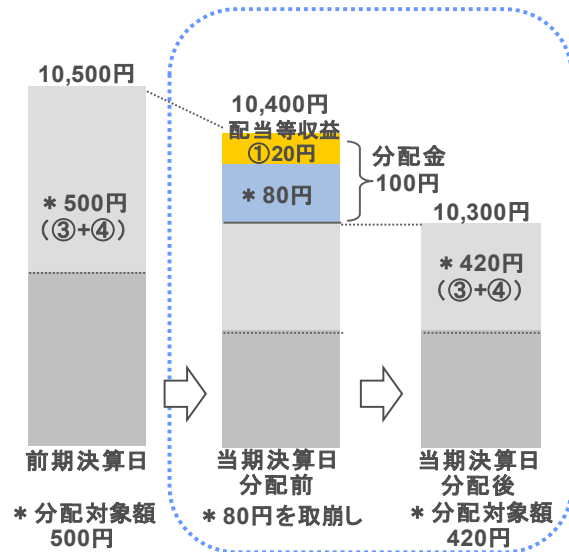 10,500円
＊500円
（③+④）
前期決算日
＊分配対象額
500円
10,400円
配当等収益
①20円
＊80円
分配金
100円
当期決算日
分配前
＊80円を取崩し
10,300円
＊420円
（③+④）
当期決算日
分配後
＊分配対象額
420円